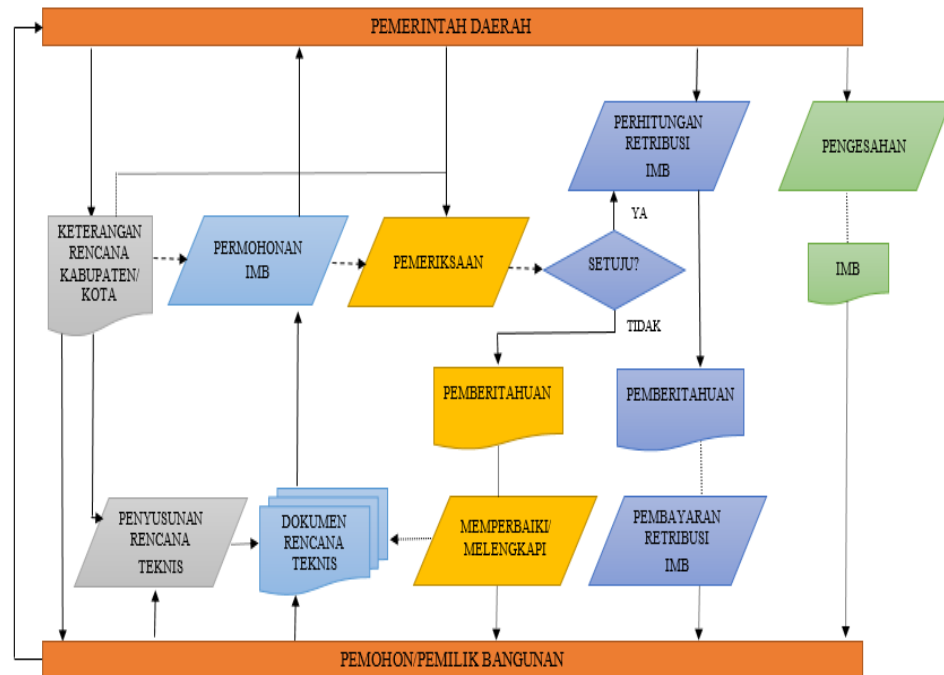 PEMERINTAH DAERAH
PERHITUNGAN
RETRIBUSI
IMB
PENGESAHAN
YA
KETERANGAN
RENCANA
KABUPATEN/
KOTA
PERMOHONAN
IMB
PEMERIKSAAN
SETUJU?
IMB
TIDAK
PEMBERITAHUAN
PEMBERITAHUAN
PENYUSUNAN
RENCANA
TEKNIS
DOKUMEN
RENCANA
TEKNIS
MEMPERBAIKI/
MELENGKAPI
PEMBAYARAN
RETRIBUSI
IMB
PEMOHON/PEMILIK BANGUNAN